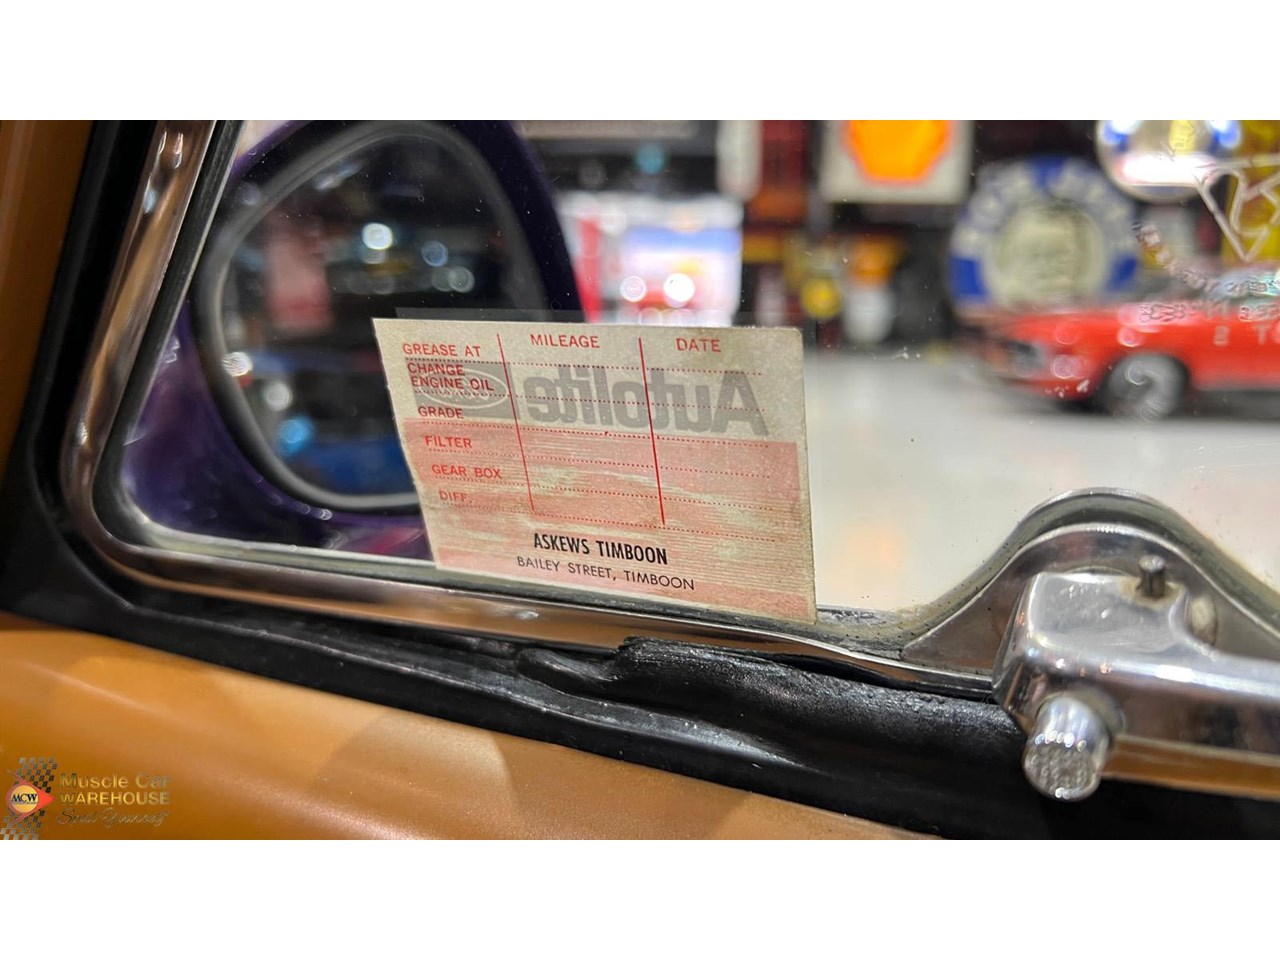 MILEAGE
DATE
GREASE AT
CHANGE
ENGINE OIL
Autolite
GRADE
FILTER
GEAR BOX
DIFF.
ASKEWS TIMBOON
BAILEY STREET, TIMBOON
MCW
Muscle Car
WAREHOUSE